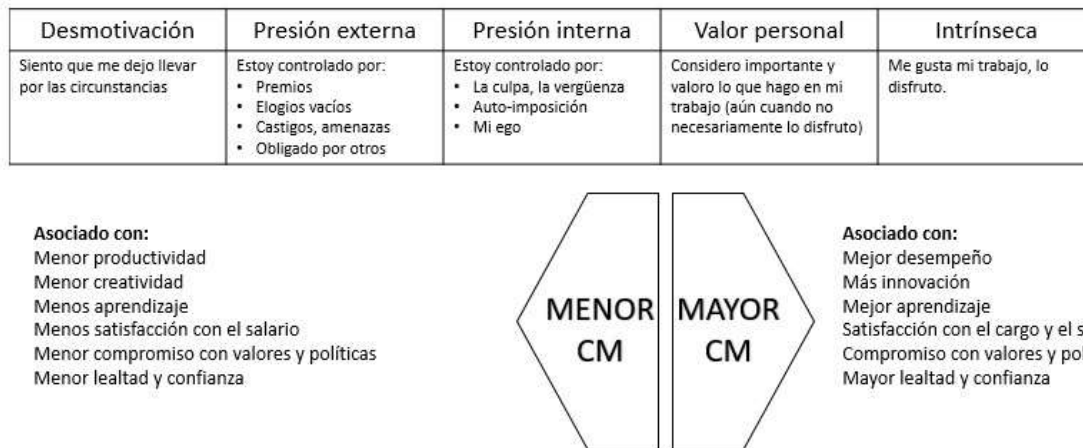 Desmotivación
Presión externa
Presión interna
Valor personal
Intrínseca
Siento que me dejo llevar
por las circunstancias
Estoy controlado por:
• Premios
• Elogios vacíos
• Castigos, amenazas
• Obligado por otros
Estoy controlado por:
• La culpa, la vergüenza
• Auto-imposición
• Mi ego
Considero importante y
valoro lo que hago en mi
trabajo (aún cuando no
necesariamente lo disfruto)
Me gusta mi trabajo, lo
disfruto.
Asociado con:
Menor productividad
Menor creatividad
Menos aprendizaje
Menos satisfacción con el salario
Menor compromiso con valores y políticas
Menor lealtad y confianza
MENOR
CM
MAYOR
CM
Asociado con:
Mejor desempeño
Más innovación
Mejor aprendizaje
Satisfacción con el cargo y el
Compromiso con valores y
Mayor lealtad y confianza